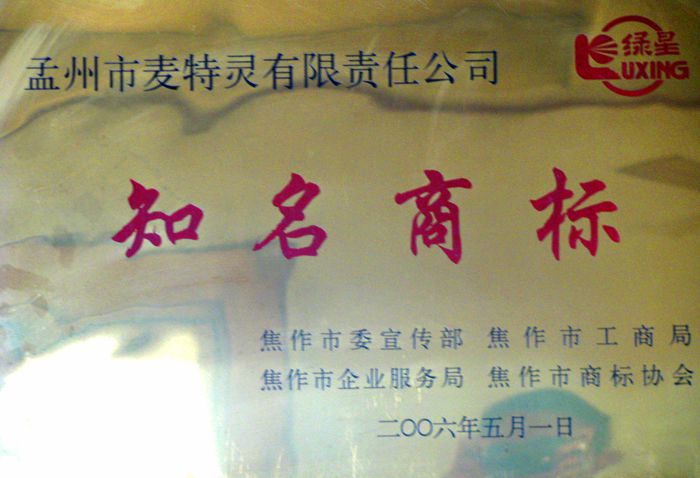 孟州市麦特灵有限责任公司
绿星
LUXING
知名商标
焦作市委宣传部 焦作市工商局
焦作市企业服务局 焦作市商标协会
二〇〇六年五月一日